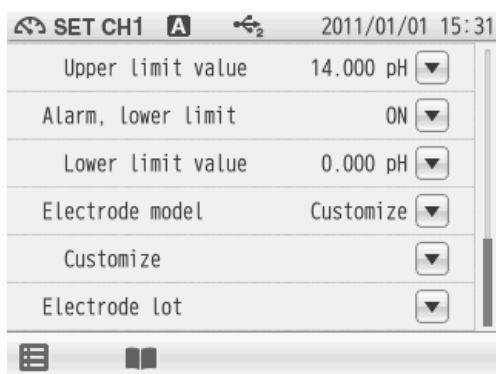 SET CH1 A 2 2011/01/01 15:31
Upper limit value 14.000 pH
Alarm, lower limit ON
Lower limit value 0.000 pH
Electrode model Customize
Customize
Electrode lot